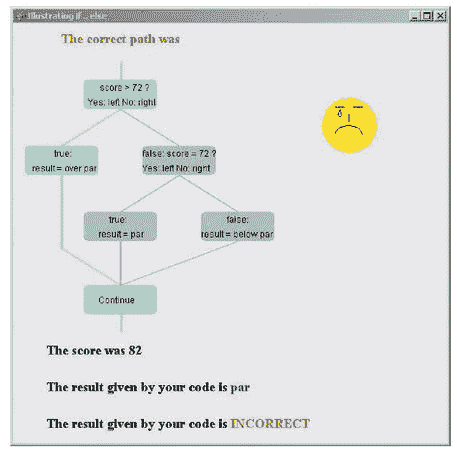 Illustrating if .. else
The correct path was
score > 72 ?
Yes: left No: right
true:
result = over par
false: score = 72 ?
Yes: left No: right
true:
result = par
false:
result = below par
Continue
The score was 82
The result given by your code is par
The result given by your code is INCORRECT